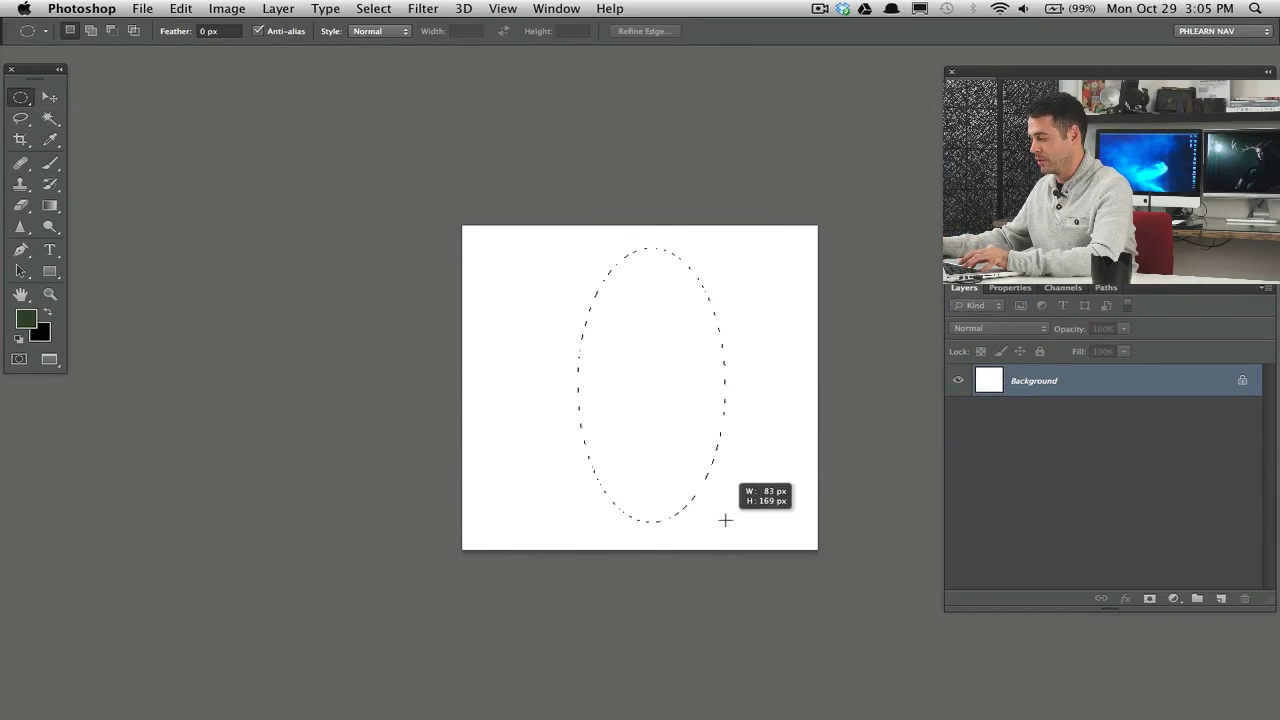 Photoshop File Edit Image Layer Type Select Filter 3D View Window Help (99%) Mon Oct 29 3:05 PM
Feather: 0 px Anti-alias Style: Normal Width: Height: Refine Edge... PHLEARN NAV
W: 83 px
H: 169 px
Layers Properties Channels Paths
Kind
Normal Opacity: 100%
Lock: Fill: 100%
Background